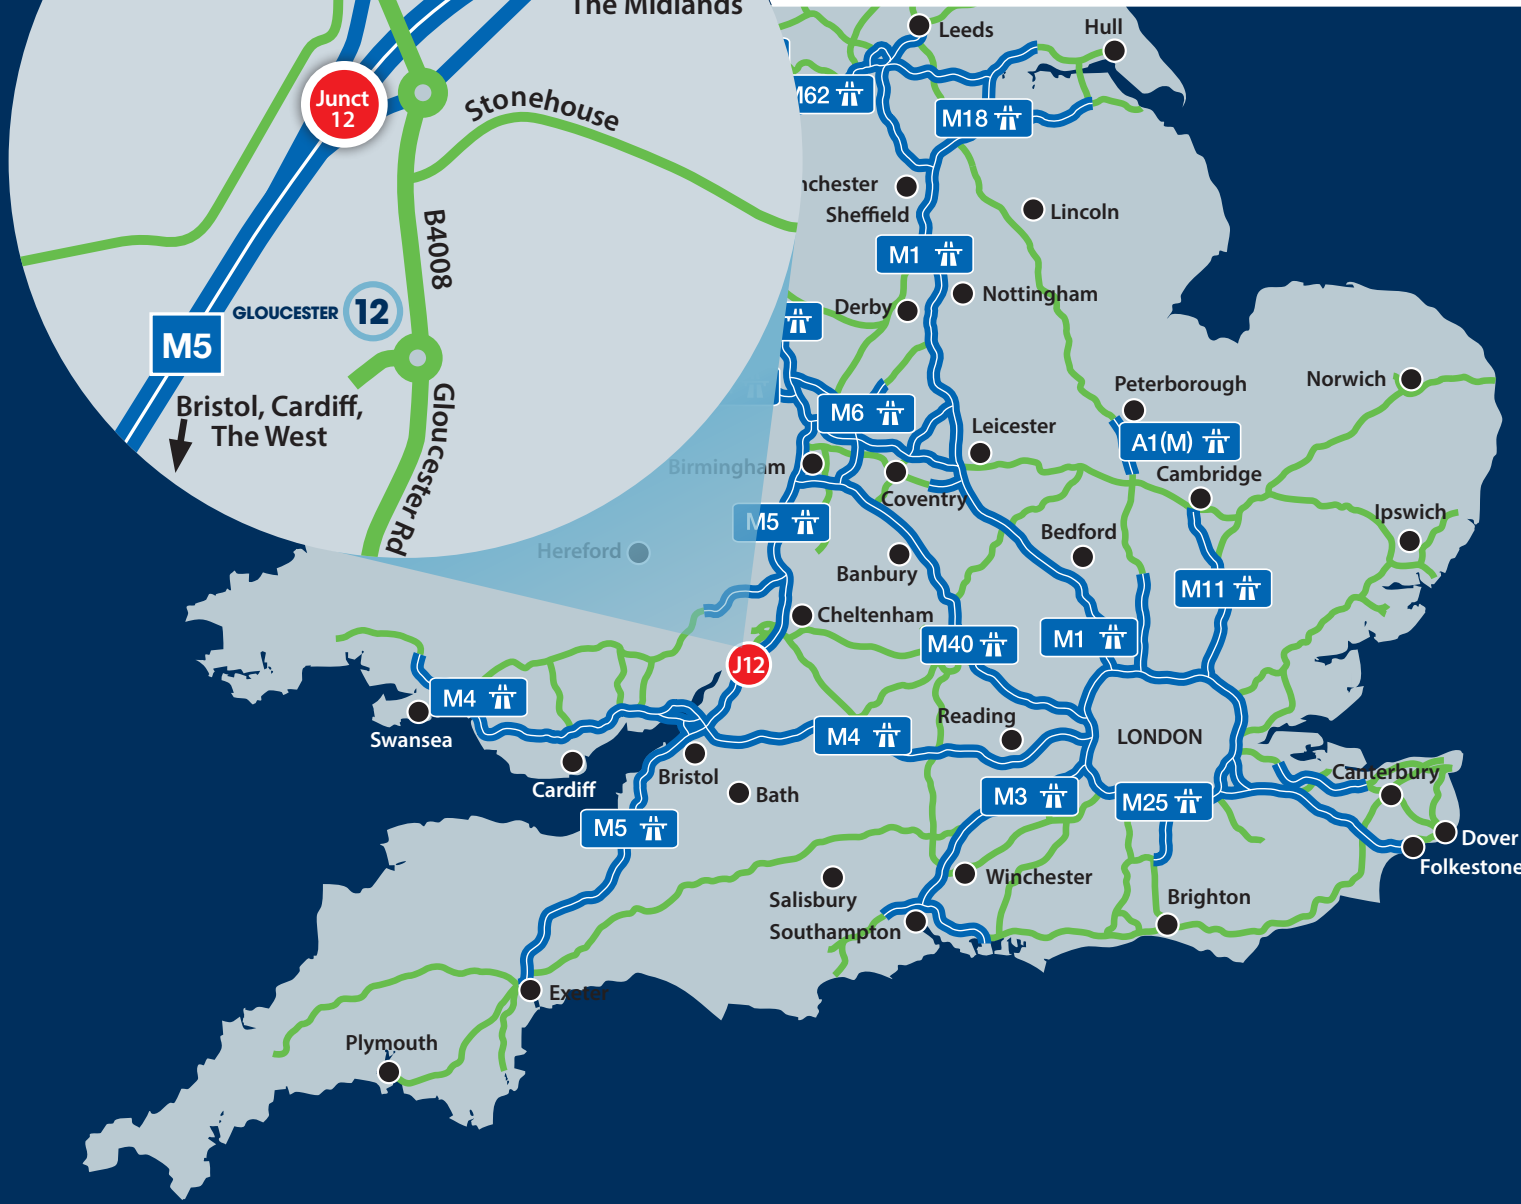 The Midlands
Junct
12
Stonehouse
B4008
GLOUCESTER 12
M5
Bristol, Cardiff,
The West
Gloucester Rd
Leeds
Hull
M62
M18
Sheffield
Lincoln
M1
Nottingham
Derby
Peterborough
Norwich
M6
Leicester
A1(M)
Birmingham
Coventry
Cambridge
M5
Ipswich
Hereford
Bedford
Banbury
M11
Cheltenham
M40
M1
J12
M4
Swansea
Reading
M4
LONDON
Bristol
Cardiff
Bath
Canterbury
M3
M25
M5
Dover
Folkestone
Salisbury
Winchester
Southampton
Brighton
Exeter
Plymouth